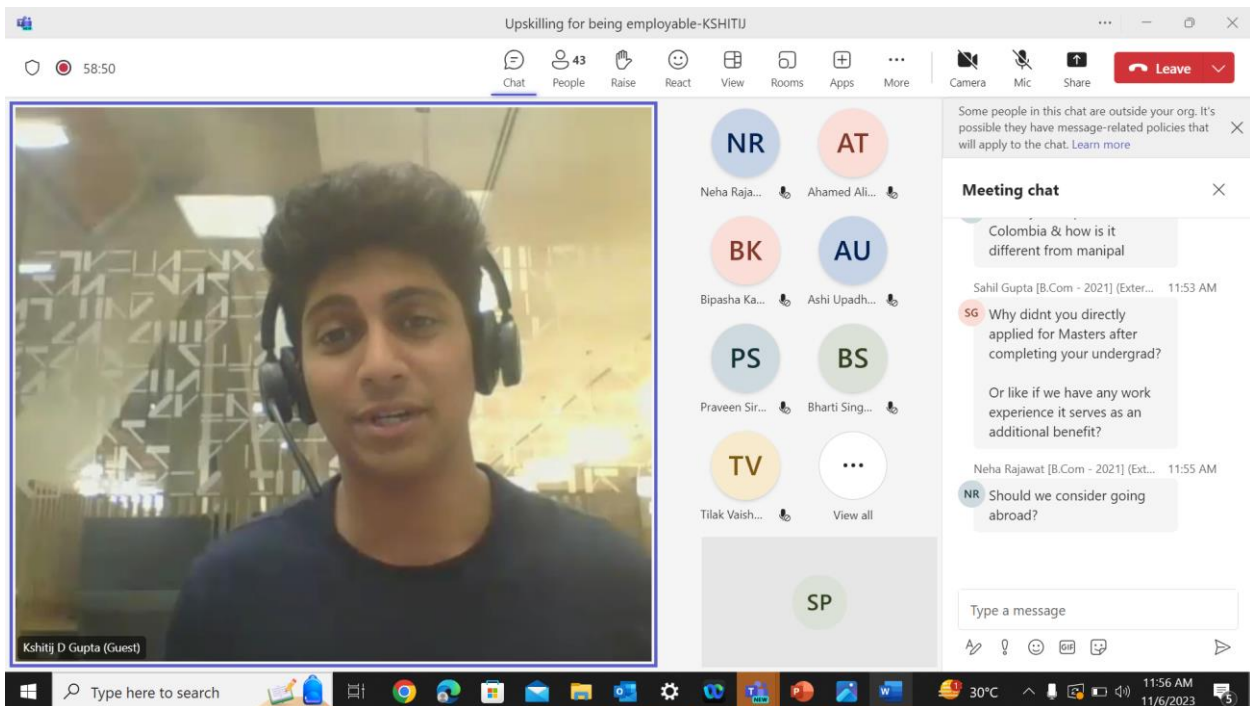 Upskilling for being employable-KSHITIJ
58:50
Chat
43
People
Raise
React
View
Rooms
Apps
More
Camera
Mic
Share
Leave
Kshitij D Gupta (Guest)
NR
Neha Raja...
AT
Ahamed Ali...
BK
Bipasha Ka...
AU
Ashi Upadh...
PS
Praveen Sir...
BS
Bharti Sing...
TV
Tilak Vaish...
View all
SP
Some people in this chat are outside your org. It's
possible they have message-related policies that
will apply to the chat. Learn more
Meeting chat
Colombia & how is it
different from manipal
Sahil Gupta [B.Com - 2021] (Exter... 11:53 AM
SG
Why didnt you directly
applied for Masters after
completing your undergrad?
Or like if we have any work
experience it serves as an
additional benefit?
Neha Rajawat [B.Com - 2021] (Ext... 11:55 AM
NR
Should we consider going
abroad?
Type a message
GIF
Type here to search
NEW
30°C
11:56 AM
11/6/2023
5